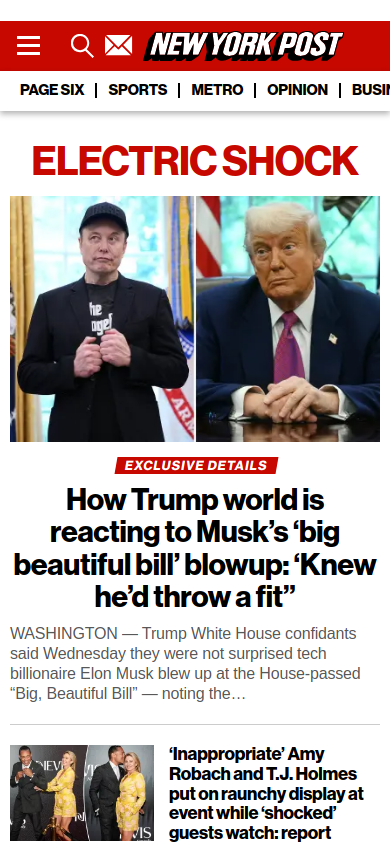 NEW YORK POST
PAGE SIX
SPORTS
METRO
OPINION
BUSIN
ELECTRIC SHOCK
EXCLUSIVE DETAILS
How Trump world is
reacting to Musk’s ‘big
beautiful bill’ blowup: ‘Knew
he’d throw a fit”
WASHINGTON — Trump White House confidants
said Wednesday they were not surprised tech
billionaire Elon Musk blew up at the House-passed
“Big, Beautiful Bill” — noting the…
‘Inappropriate’ Amy
Robach and T.J. Holmes
put on raunchy display at
event while ‘shocked’
guests watch: report